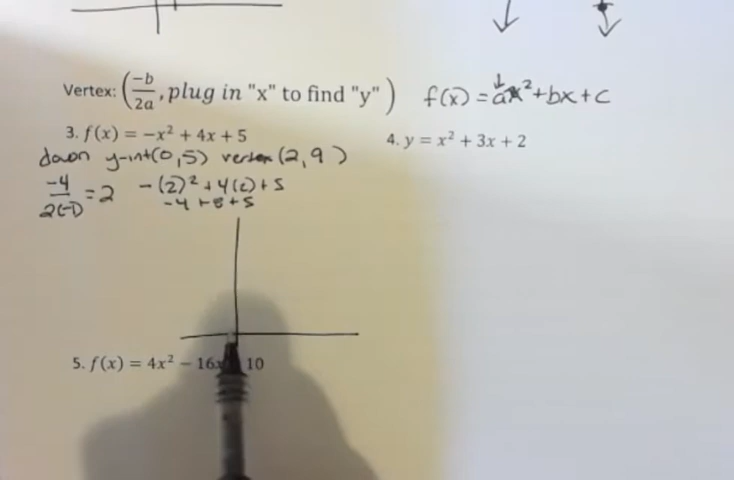 Vertex: (-b/2a, plug in "x" to find "y") f(x) = ax²+bx+c
3. f(x) = −x² + 4x + 5
4. y = x² + 3x + 2
down y-int(0,5) vertex (2,9)
-4/2(-1) = 2 -(2)²+4(2)+5
-4+8+5
5. f(x) = 4x² − 16x 10